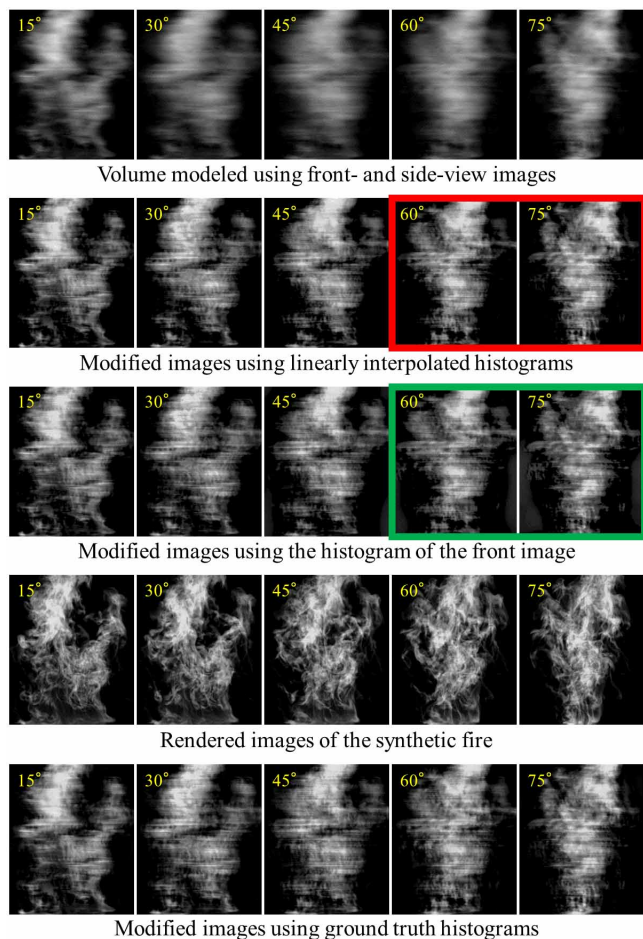 15° 30° 45° 60° 75°
Volume modeled using front- and side-view images
15° 30° 45° 60° 75°
Modified images using linearly interpolated histograms
15° 30° 45° 60° 75°
Modified images using the histogram of the front image
15° 30° 45° 60° 75°
Rendered images of the synthetic fire
15° 30° 45° 60° 75°
Modified images using ground truth histograms